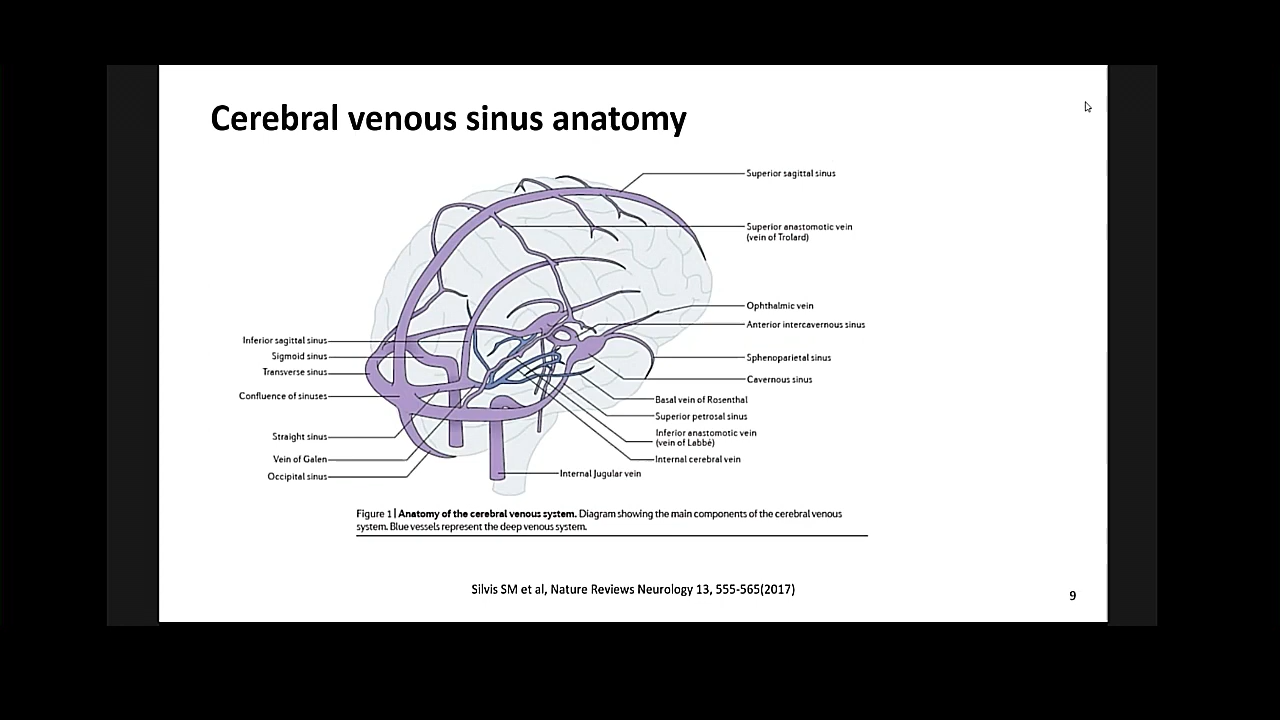 Cerebral venous sinus anatomy
Superior sagittal sinus
Superior anastomotic vein
(vein of Trolard)
Ophthalmic vein
Anterior intercavernous sinus
Inferior sagittal sinus
Sigmoid sinus
Transverse sinus
Confluence of sinuses
Straight sinus
Vein of Galen
Occipital sinus
Sphenoparietal sinus
Cavernous sinus
Basal vein of Rosenthal
Superior petrosal sinus
Inferior anastomotic vein
(vein of Labbé)
Internal cerebral vein
Internal Jugular vein
Figure 1 | Anatomy of the cerebral venous system. Diagram showing the main components of the cerebral venous
system. Blue vessels represent the deep venous system.
Silvis SM et al, Nature Reviews Neurology 13, 555-565(2017)
9